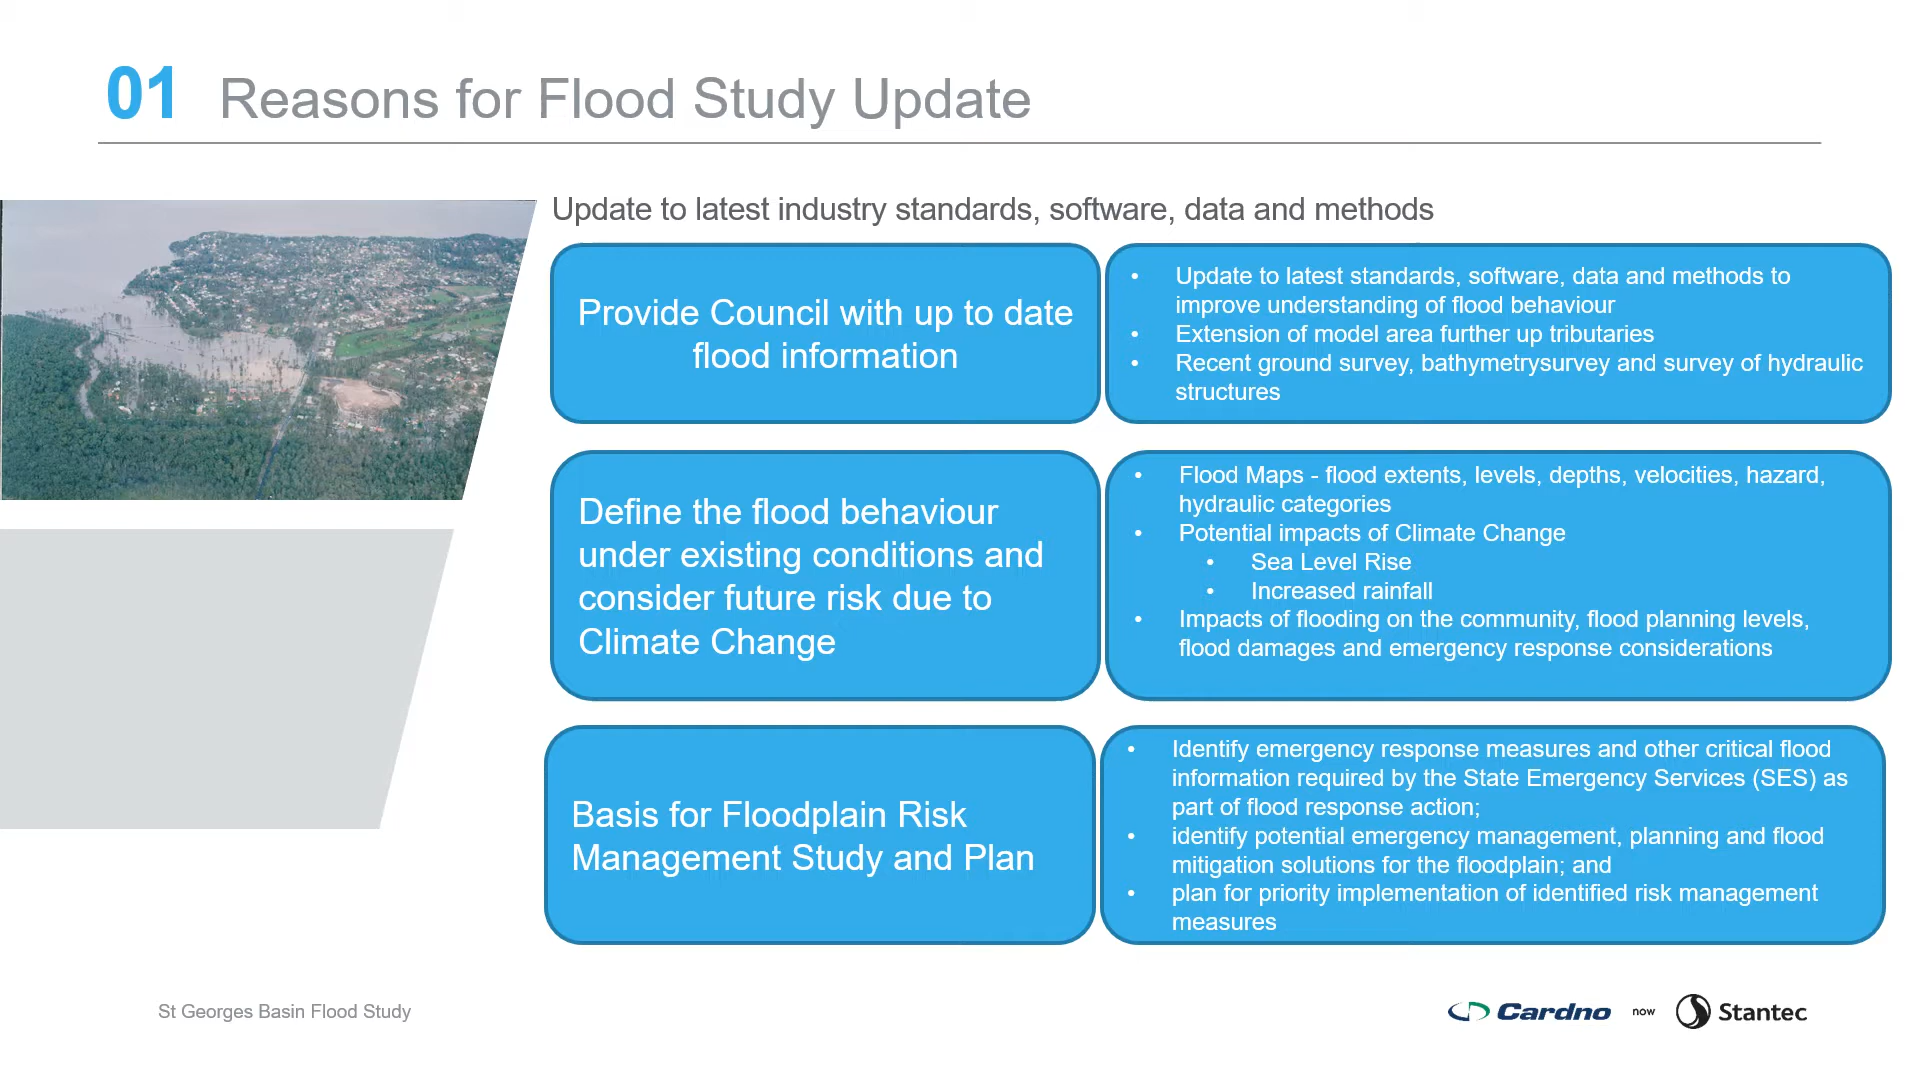 01 Reasons for Flood Study Update
Update to latest industry standards, software, data and methods
Provide Council with up to date
flood information
• Update to latest standards, software, data and methods to
improve understanding of flood behaviour
• Extension of model area further up tributaries
• Recent ground survey, bathymetrysurvey and survey of hydraulic
structures
Define the flood behaviour
under existing conditions and
consider future risk due to
Climate Change
• Flood Maps - flood extents, levels, depths, velocities, hazard,
hydraulic categories
• Potential impacts of Climate Change
• Sea Level Rise
• Increased rainfall
• Impacts of flooding on the community, flood planning levels,
flood damages and emergency response considerations
Basis for Floodplain Risk
Management Study and Plan
• Identify emergency response measures and other critical flood
information required by the State Emergency Services (SES) as
part of flood response action;
• identify potential emergency management, planning and flood
mitigation solutions for the floodplain; and
• plan for priority implementation of identified risk management
measures
St Georges Basin Flood Study
Cardno now Stantec